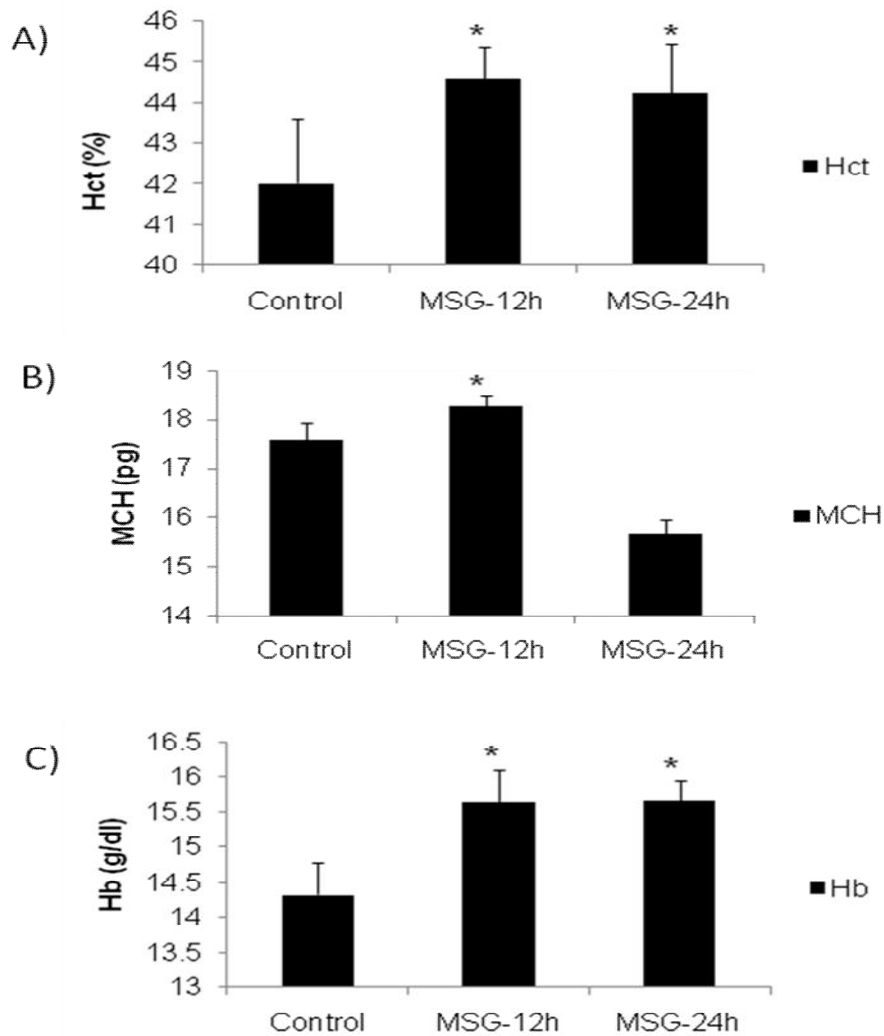 A)
Hct (%)
46
45
44
43
42
41
40
* *
Control MSG-12h MSG-24h
■ Hct
B)
MCH (pg)
19
18
17
16
15
14
*
Control MSG-12h MSG-24h
■ MCH
C)
Hb (g/dl)
16.5
16
15.5
15
14.5
14
13.5
13
* *
Control MSG-12h MSG-24h
■ Hb